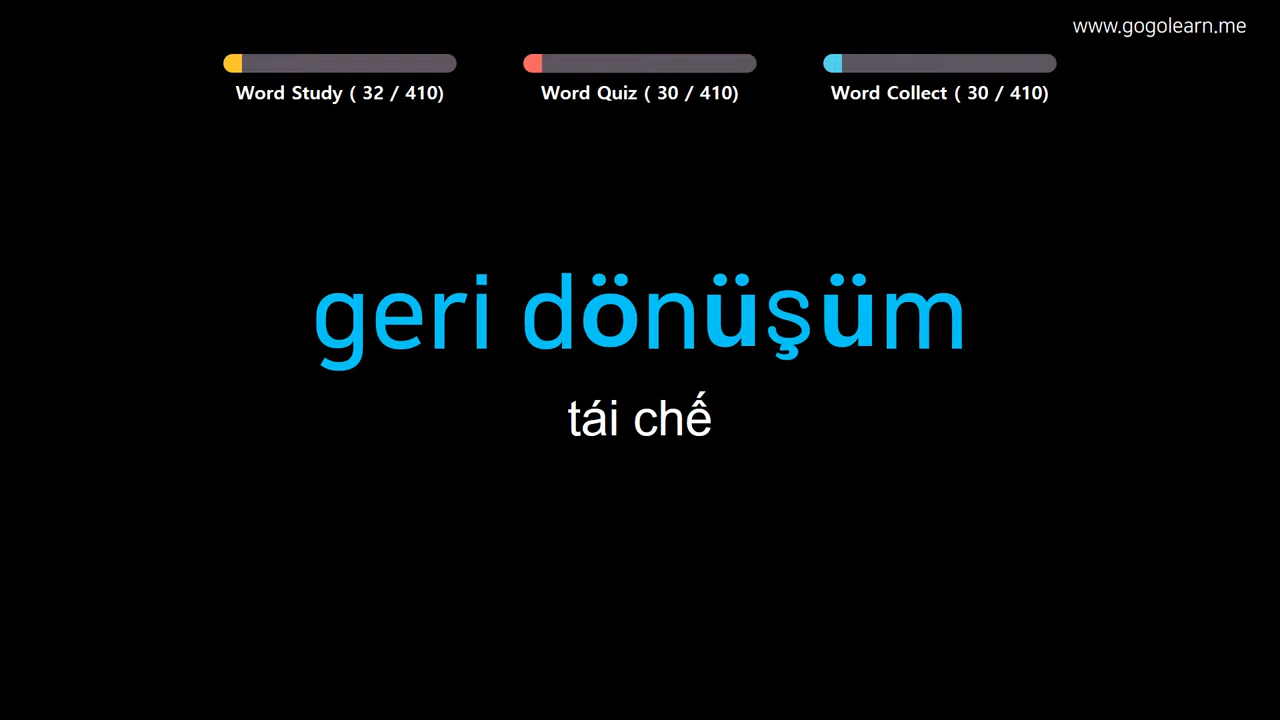 www.gogolearn.me
Word Study ( 32 / 410)
Word Quiz ( 30 / 410)
Word Collect ( 30 / 410)
geri dönüşüm
tái chế